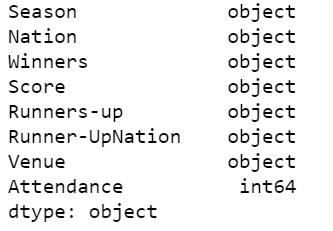 Season object
Nation object
Winners object
Score object
Runners-up object
Runner-UpNation object
Venue object
Attendance int64
dtype: object